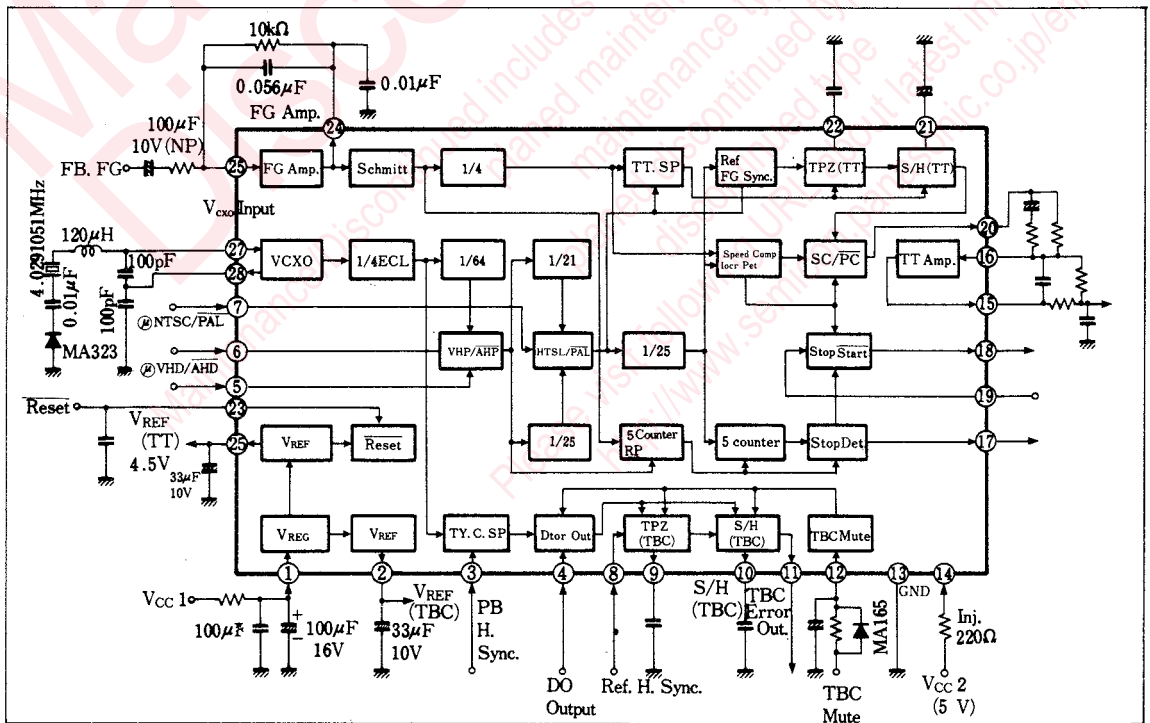 10kΩ
0.056μF
0.01μF
FG Amp.
24
22
21
100μF
10V(NP)
FB. FG
25
FG Amp.
Schmitt
1/4
TT. SP
Ref
FG Sync.
TPZ (TT)
S/H (TT)
Vcxo Input
4.0291051MHz
120μH
27
28
100pF
100pF
0.01μF
MA323
VCXO
1/4ECL
1/64
1/21
Speed Comp
Iocr Pet
SC/PC
20
TT Amp.
16
15
7
ⓜNTSC/PAL
6
ⓜVHD/AHD
5
VHP/AHP
HTSL/PAL
1/25
Stop Start
18
19
Reset
23
VREF
(TT)
4.5V
25
33μF
10V
VREF
Reset
1/25
5 Counter
RP
5 counter
Stop Det.
17
VREG
VREF
TY. C. SP
Dtor Out
TPZ
(TBC)
S/H
(TBC)
TBC Mute
1
2
3
4
8
9
10
11
12
13
14
GND
VCC 1
100μF
100μF
16V
VREF
(TBC)
33μF
10V
PB
H.
Sync.
DO
Output
Ref. H. Sync.
S/H
(TBC)
TBC
Error
Out.
MA165
TBC
Mute
Inj.
220Ω
VCC 2
(5 V)